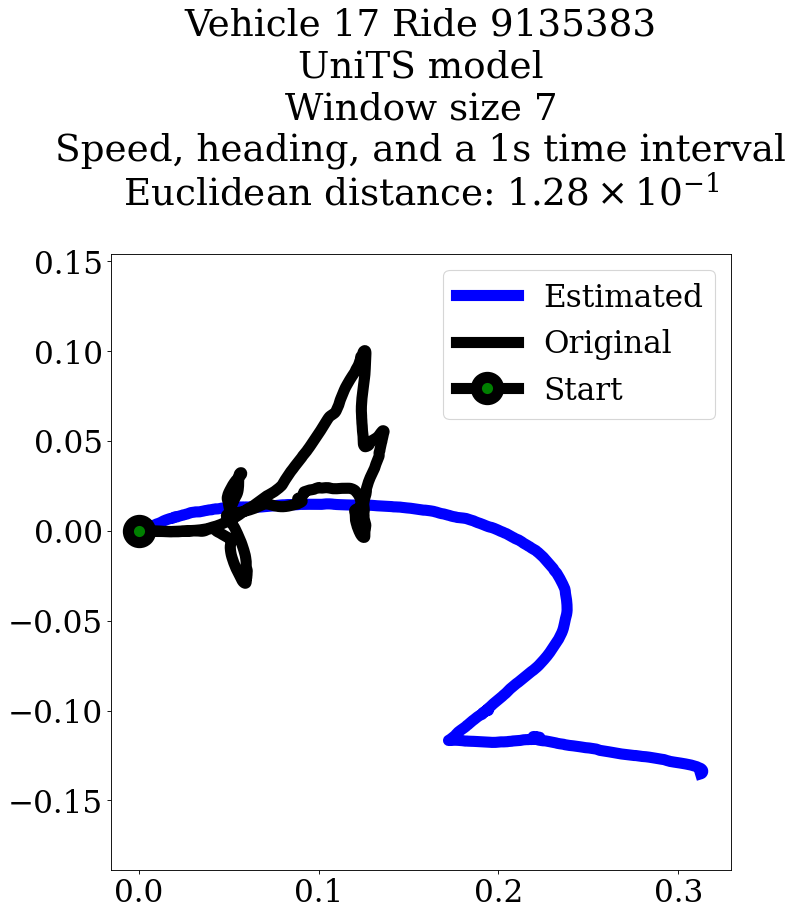 Vehicle 17 Ride 9135383
UniTS model
Window size 7
Speed, heading, and a 1s time interval
Euclidean distance: 1.28 × 10⁻¹
0.15
0.10
0.05
0.00
−0.05
−0.10
−0.15
Estimated
Original
Start
0.0 0.1 0.2 0.3